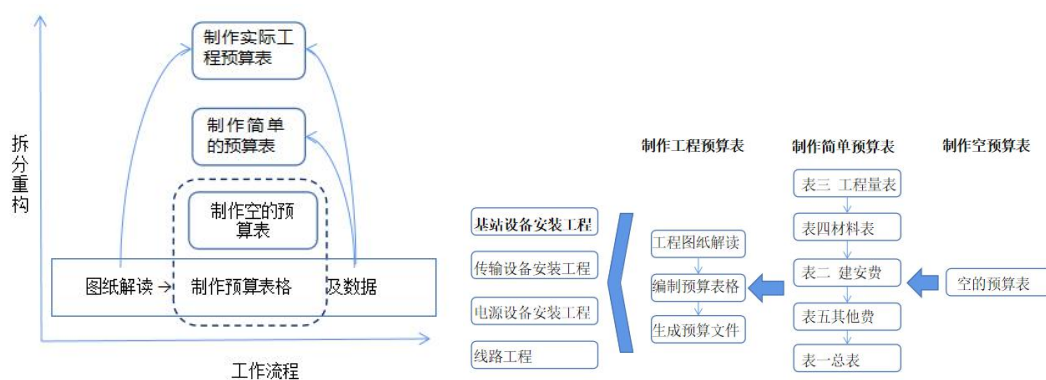 制作实际工
程预算表
制作简单
的预算表
制作空的预
算表
图纸解读→ 制作预算表格 及数据
拆分重构
工作流程
制作工程预算表
制作简单预算表
制作空预算表
基站设备安装工程
传输设备安装工程
电源设备安装工程
线路工程
工程图纸解读
编制预算表格
生成预算文件
表三 工程量表
表四材料表
表二 建安费
表五其他费
表一总表
空的预算表